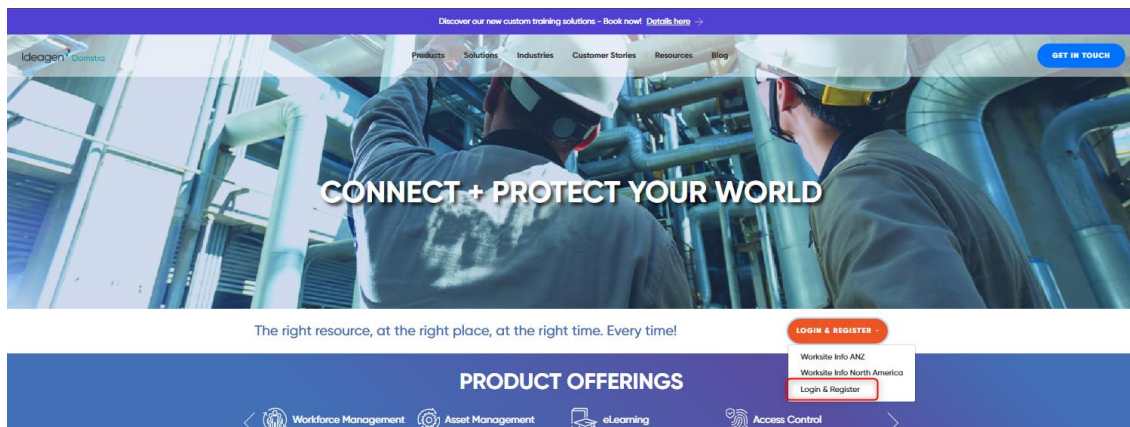 Discover our new custom training solutions - Book now! Details here →
Ideagen Damstra
Products Solutions Industries Customer Stories Resources Blog
GET IN TOUCH
CONNECT + PROTECT YOUR WORLD
The right resource, at the right place, at the right time. Every time!
LOGIN & REGISTER -
Worksite Info ANZ
Worksite Info North America
Login & Register
PRODUCT OFFERINGS
Workforce Management Asset Management eLearning Access Control